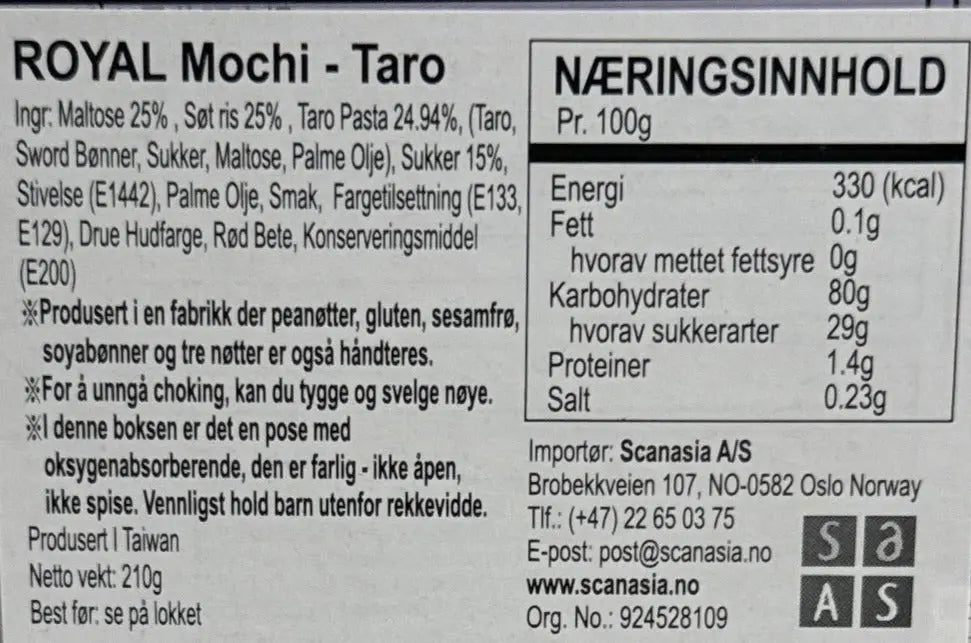 ROYAL Mochi - Taro
Ingr: Maltose 25% , Søt ris 25% , Taro Pasta 24.94%, (Taro,
Sword Bønner, Sukker, Maltose, Palme Olje), Sukker 15%,
Stivelse (E1442), Palme Olje, Smak, Fargetilsettning (E133,
E129), Drue Hudfarge, Rød Bete, Konserveringsmiddel
(E200)
※Produsert i en fabrikk der peanøtter, gluten, sesamfrø,
soyabønner og tre nøtter er også håndteres.
※For å unngå choking, kan du tygge og svelge nøye.
※I denne boksen er det en pose med
oksygenabsorberende, den er farlig - ikke åpen,
ikke spise. Vennligst hold barn utenfor rekkevidde.
Produsert I Taiwan
Netto vekt: 210g
Best før: se på lokket
NÆRINGSINNHOLD
Pr. 100g
Energi 330 (kcal)
Fett 0.1g
hvorav mettet fettsyre 0g
Karbohydrater 80g
hvorav sukkerarter 29g
Proteiner 1.4g
Salt 0.23g
Importør: Scanasia A/S
Brobekkveien 107, NO-0582 Oslo Norway
Tlf.: (+47) 22 65 03 75
E-post: post@scanasia.no
www.scanasia.no
Org. No.: 924528109
s a
A S